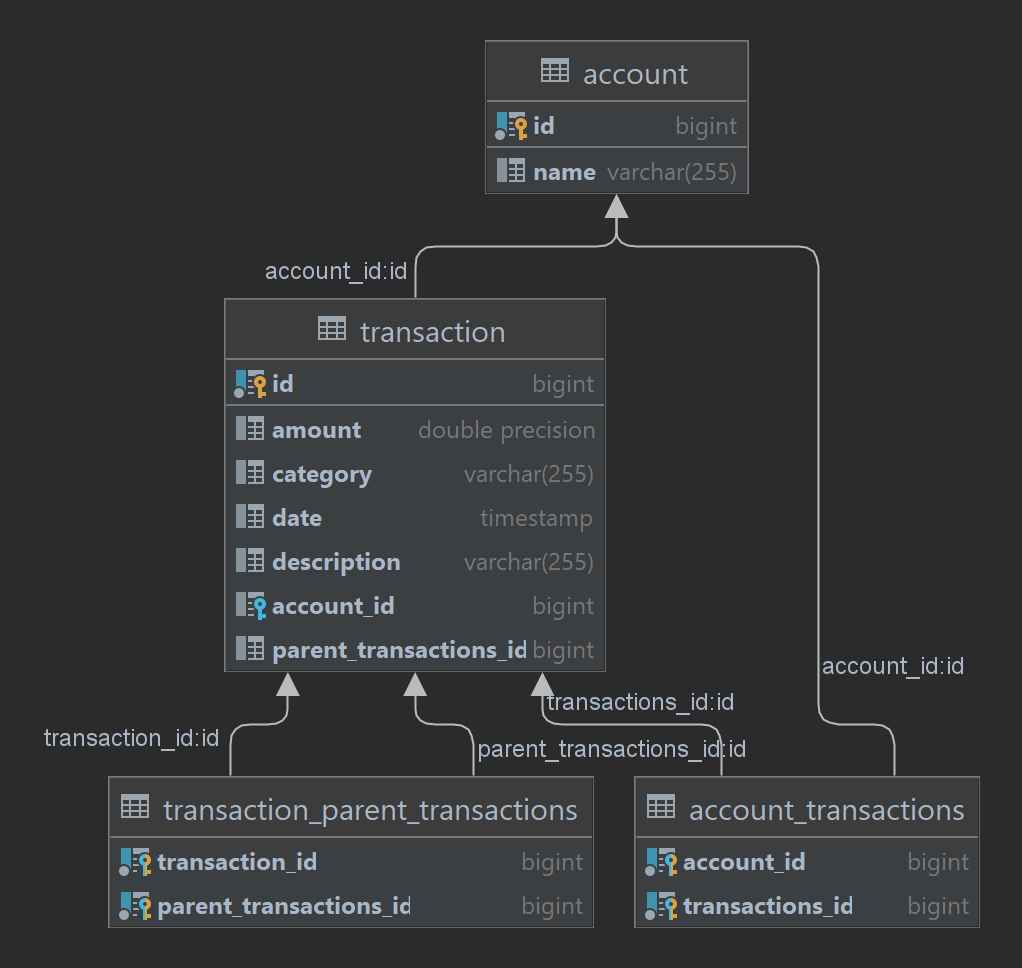 account
id bigint
name varchar(255)
account_id:id
transaction
id bigint
amount double precision
category varchar(255)
date timestamp
description varchar(255)
account_id bigint
parent_transactions_id bigint
account_id:id
transactions_id:id
transaction_id:id
parent_transactions_id:id
transaction_parent_transactions
transaction_id bigint
parent_transactions_id bigint
account_transactions
account_id bigint
transactions_id bigint